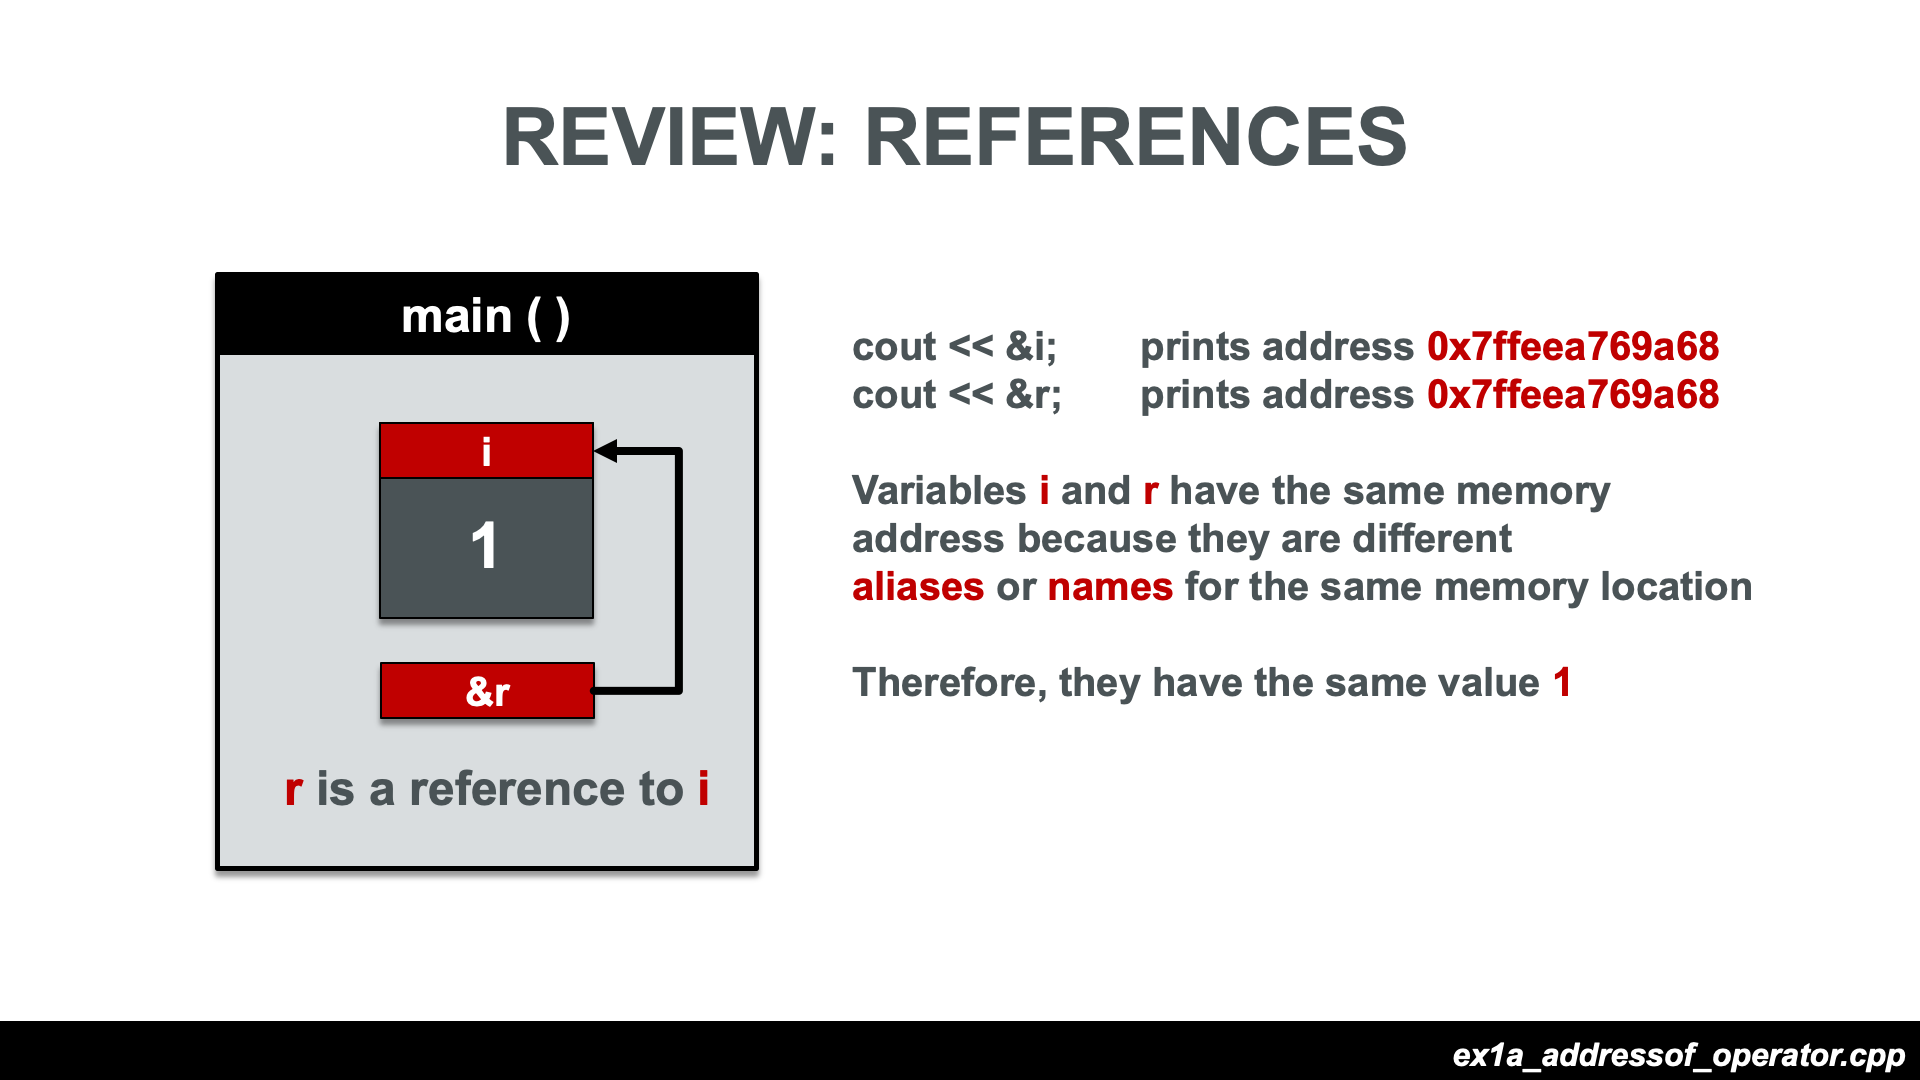 REVIEW: REFERENCES
main ( )
i
1
&r
r is a reference to i
cout << &i; prints address 0x7ffeea769a68
cout << &r; prints address 0x7ffeea769a68
Variables i and r have the same memory
address because they are different
aliases or names for the same memory location
Therefore, they have the same value 1
ex1a_addressof_operator.cpp